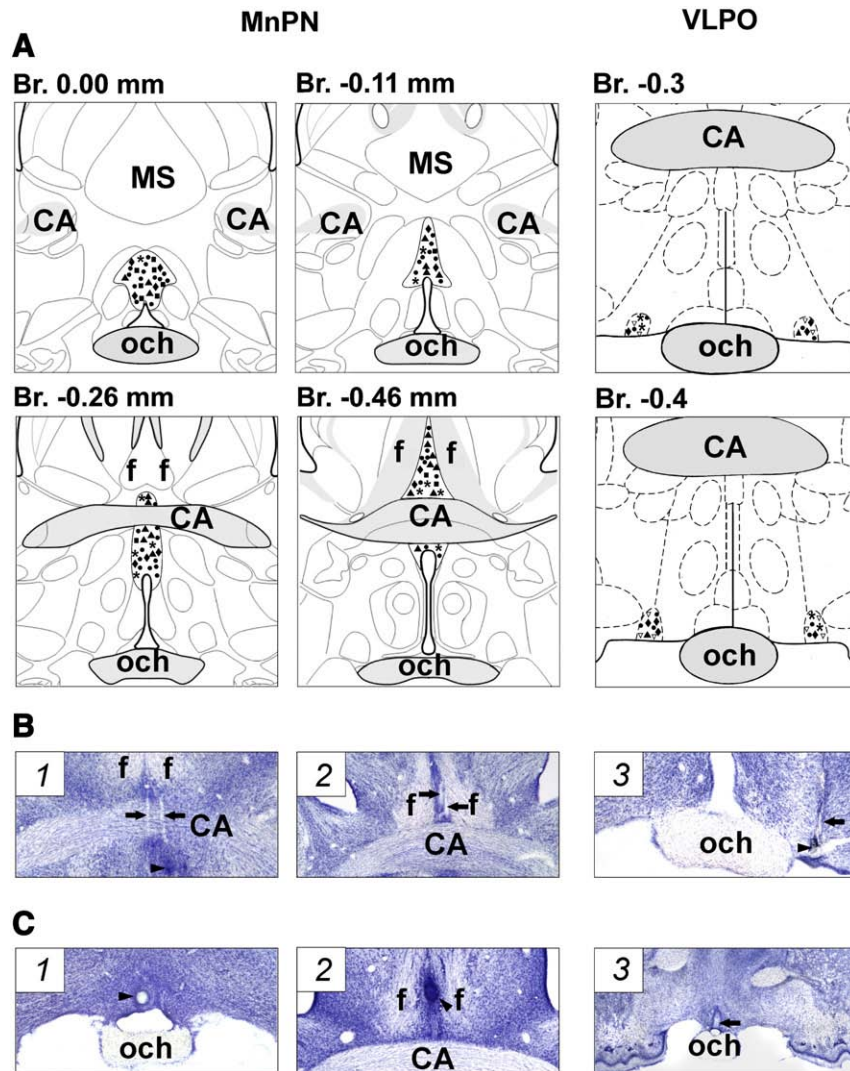 MnPN VLPO
A
Br. 0.00 mm Br. -0.11 mm Br. -0.3
MS MS CA
CA CA CA CA
och och och
Br. -0.26 mm Br. -0.46 mm Br. -0.4
f f f f CA
CA CA
och och och
B
1 2 3
f f f f
CA CA och
C
1 2 3
f f
och CA och